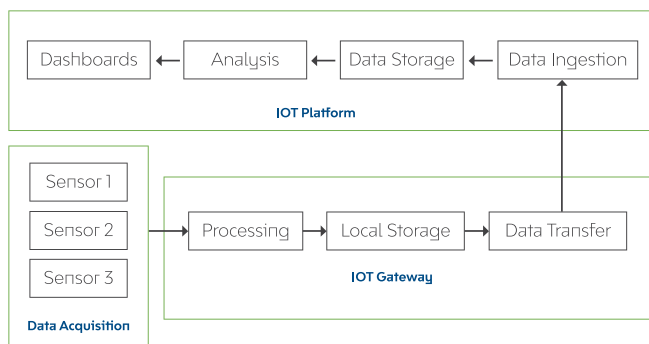 Dashboards
Analysis
Data Storage
Data Ingestion
IOT Platform
Sensor 1
Sensor 2
Sensor 3
Data Acquisition
Processing
Local Storage
Data Transfer
IOT Gateway